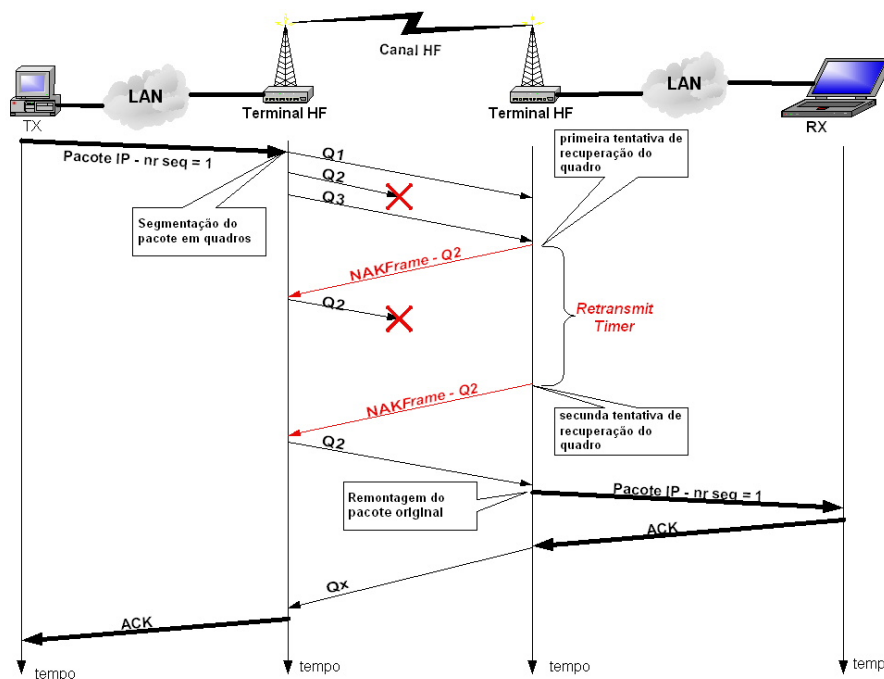 Canal HF
LAN
LAN
TX
Terminal HF
Terminal HF
RX
Pacote IP - nr seq = 1
Q1
primeira tentativa de
recuperação do
quadro
Q2
Q3
Segmentação do
pacote em quadros
NAKFrame - Q2
Q2
Retransmit
Timer
NAKFrame - Q2
secunda tentativa de
recuperação do
quadro
Q2
Remontagem do
pacote original
Pacote IP - nr seq = 1
ACK
Qx
ACK
tempo
tempo
tempo
tempo